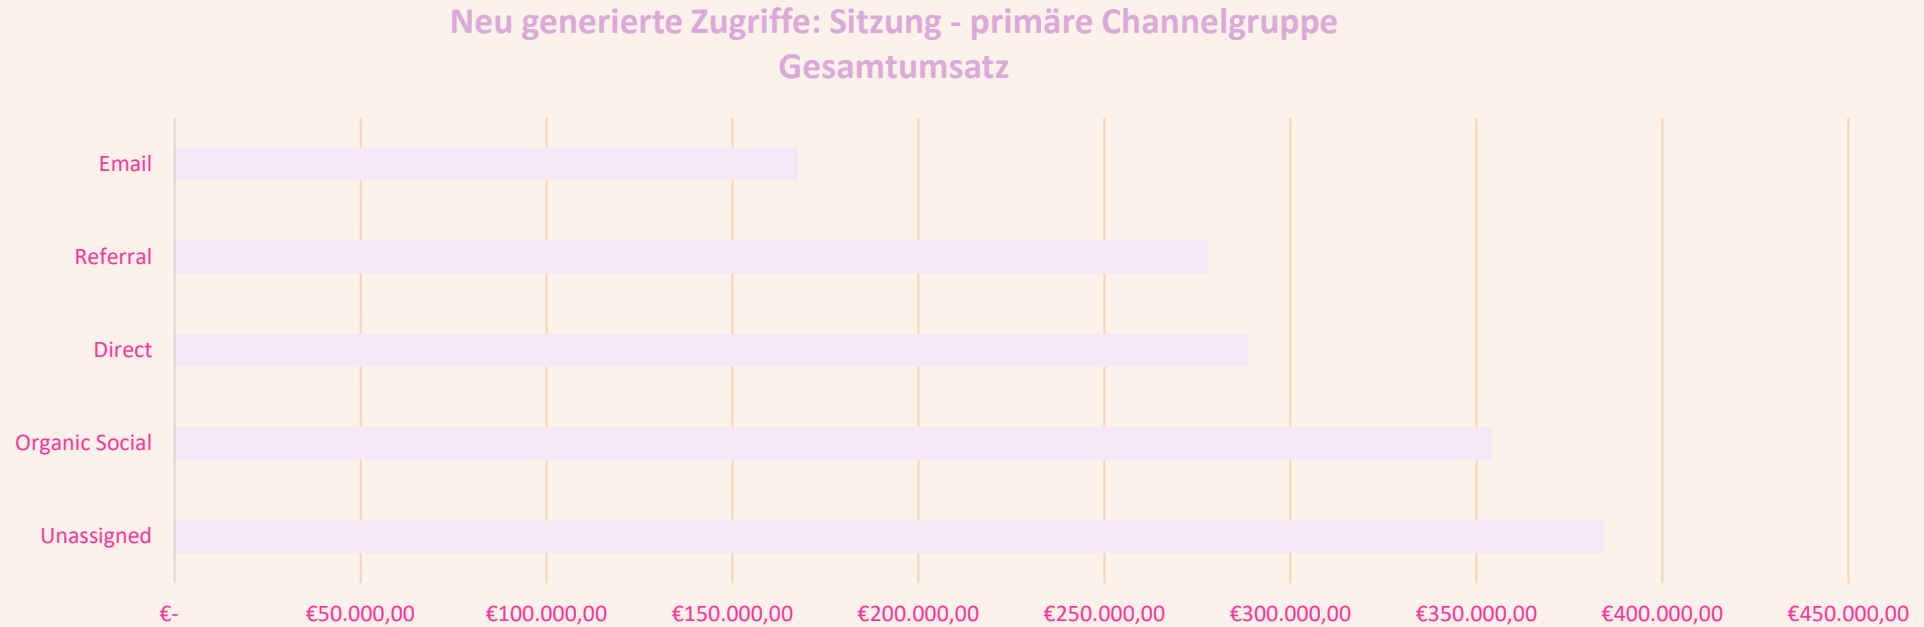 Neu generierte Zugriffe: Sitzung - primäre Channelgruppe
Gesamtumsatz
Email
Referral
Direct
Organic Social
Unassigned
€- €50.000,00 €100.000,00 €150.000,00 €200.000,00 €250.000,00 €300.000,00 €350.000,00 €400.000,00 €450.000,00